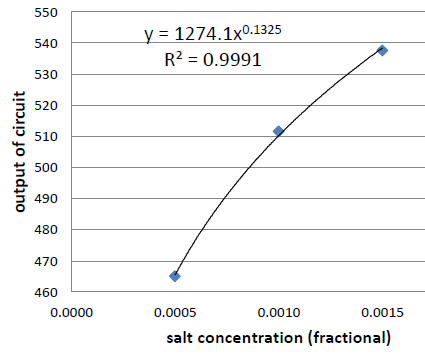 550
y = 1274.1x^0.1325
540
R² = 0.9991
530
520
510
500
490
480
470
460
output of circuit
0.0000 0.0005 0.0010 0.0015
salt concentration (fractional)